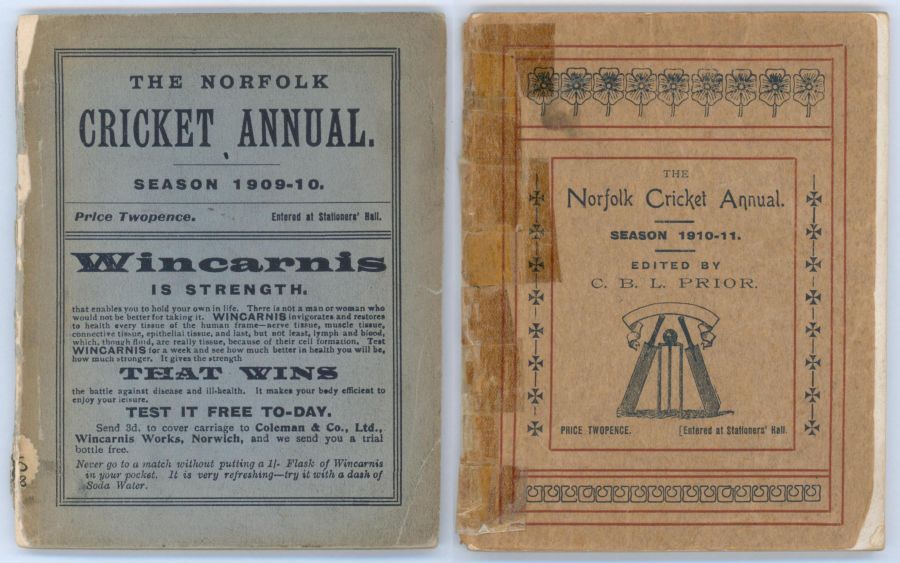 THE NORFOLK
CRICKET ANNUAL.
SEASON 1909-10.
Price Twopence. Entered at Stationers' Hall.
Wincarnis
IS STRENGTH.
that enables you to hold your own in life. There is not a man or woman who
would not be better for taking it. WINCARNIS invigorates and restores
to health every tissue of the human frame—nerve tissue, muscle tissue,
connective tissue, epithelial tissue, and last, but not least, lymph and blood,
which, though fluid, are really tissue, because of their cell formation. Test
WINCARNIS for a week and see how much better in health you will be,
how much stronger. It gives the strength
THAT WINS
the battle against disease and ill-health. It makes your body efficient to
enjoy your leisure.
TEST IT FREE TO-DAY.
Send 3d. to cover carriage to Coleman & Co., Ltd.,
Wincarnis Works, Norwich, and we send you a trial
bottle free.
Never go to a match without putting a 1/- Flask of Wincarnis
in your pocket. It is very refreshing—try it with a dash of
Soda Water.
THE
Norfolk Cricket Annual.
SEASON 1910-11.
EDITED BY
C. B. L. PRIOR.
PRICE TWOPENCE. [Entered at Stationers' Hall.